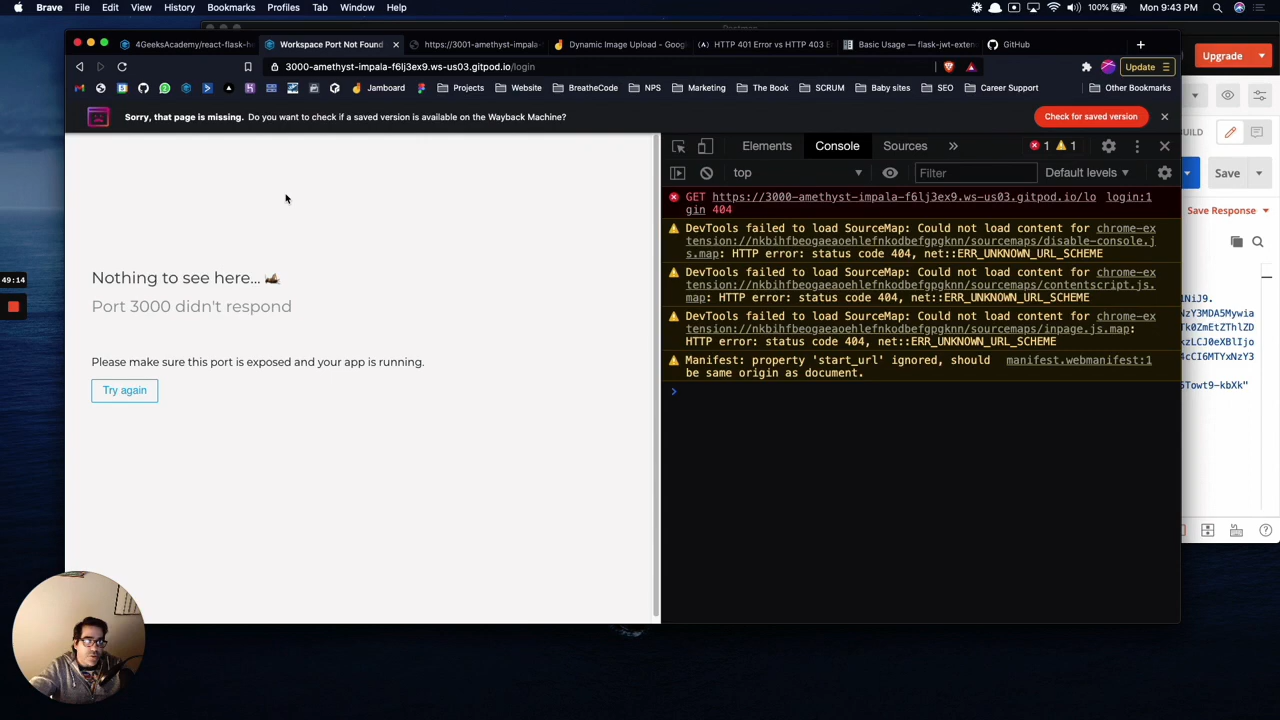 Brave File Edit View History Bookmarks Profiles Tab Window Help 100% Mon 9:43 PM
Postman
4GeeksAcademy/react-flask-h Workspace Port Not Found https://3001-amethyst-impala- Dynamic Image Upload - Goog HTTP 401 Error vs HTTP 403 E Basic Usage — flask-jwt-exten GitHub
3000-amethyst-impala-f6lj3ex9.ws-us03.gitpod.io/login Update
Jamboard Projects Website BreatheCode NPS Marketing The Book SCRUM Baby sites SEO Career Support Other Bookmarks
Sorry, that page is missing. Do you want to check if a saved version is available on the Wayback Machine? Check for saved version
Nothing to see here...
Port 3000 didn't respond
Please make sure this port is exposed and your app is running.
Try again
49:14
Elements Console Sources » 1 1
top Filter Default levels
GET https://3000-amethyst-impala-f6lj3ex9.ws-us03.gitpod.io/lo login:1
gin 404
DevTools failed to load SourceMap: Could not load content for chrome-ex
tension://nkbihfbeogaeaoehlefnkodbefgpgknn/sourcemaps/disable-console.j
s.map: HTTP error: status code 404, net::ERR_UNKNOWN_URL_SCHEME
DevTools failed to load SourceMap: Could not load content for chrome-ex
tension://nkbihfbeogaeaoehlefnkodbefgpgknn/sourcemaps/contentscript.js.
map: HTTP error: status code 404, net::ERR_UNKNOWN_URL_SCHEME
DevTools failed to load SourceMap: Could not load content for chrome-ex
tension://nkbihfbeogaeaoehlefnkodbefgpgknn/sourcemaps/inpage.js.map:
HTTP error: status code 404, net::ERR_UNKNOWN_URL_SCHEME
Manifest: property 'start_url' ignored, should manifest.webmanifest:1
be same origin as document.
Upgrade
BUILD
Save
Save Response
1NiJ9.
NzY3MDA5Mywia
Tk0ZmEtZThlZD
kzLCJ0eXBlIjo
4cCI6MTYxNzY3
5Towt9-kbXk"